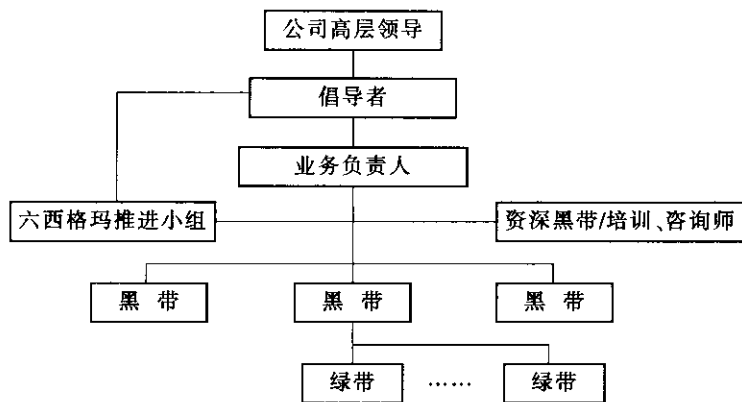 公司高层领导
倡导者
业务负责人
六西格玛推进小组
资深黑带/培训、咨询师
黑 带
黑 带
黑 带
绿带
……
绿带